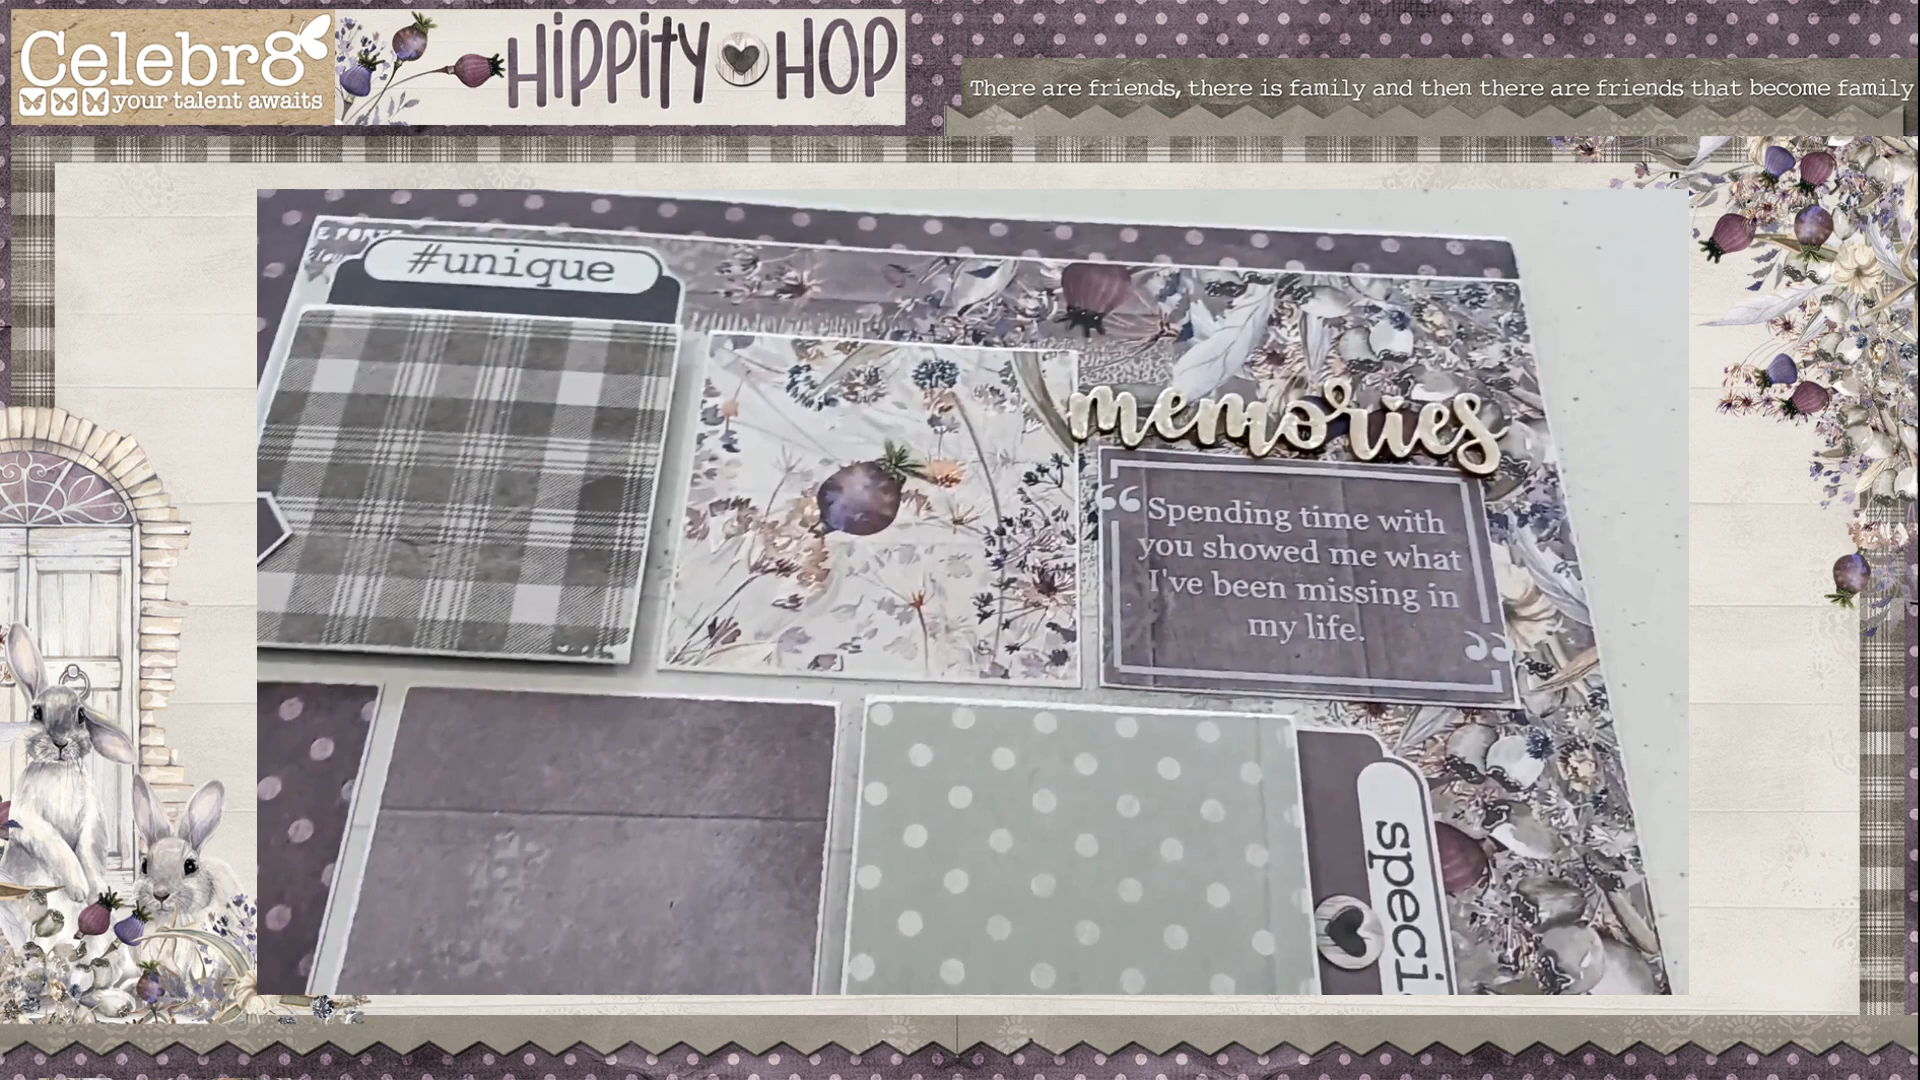 Celebr8
your talent awaits
HiPPiTY HOP
There are friends, there is family and then there are friends that become family
#unique
memories
“Spending time with
you showed me what
I've been missing in
my life.”
speci